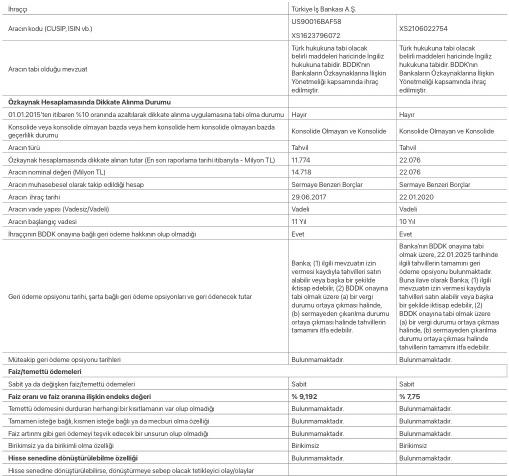 İhraççı Türkiye İş Bankası A.Ş.
Aracın kodu (CUSIP, ISIN vb.) US90016BAF58 XS2106022754
XS1623796072
Aracın tabi olduğu mevzuat
Türk hukukuna tabi olacak
belirli maddeleri haricinde İngiliz
hukukuna tabidir. BDDK'nın
Bankaların Özkaynaklarına İlişkin
Yönetmeliği kapsamında ihraç
edilmiştir.
Türk hukukuna tabi olacak
belirli maddeleri haricinde İngiliz
hukukuna tabidir. BDDK'nın
Bankaların Özkaynaklarına İlişkin
Yönetmeliği kapsamında ihraç
edilmiştir.
Özkaynak Hesaplamasında Dikkate Alınma Durumu
01.01.2015'ten itibaren %10 oranında azaltılarak dikkate alınma uygulamasına tabi olma durumu Hayır Hayır
Konsolide veya konsolide olmayan bazda veya hem konsolide hem konsolide olmayan bazda
geçerlilik durumu Konsolide Olmayan ve Konsolide Konsolide Olmayan ve Konsolide
Aracın türü Tahvil Tahvil
Özkaynak hesaplamasında dikkate alınan tutar (En son raporlama tarihi itibarıyla - Milyon TL) 11.774 22.076
Aracın nominal değeri (Milyon TL) 14.718 22.076
Aracın muhasebesel olarak takip edildiği hesap Sermaye Benzeri Borçlar Sermaye Benzeri Borçlar
Aracın ihraç tarihi 29.06.2017 22.01.2020
Aracın vade yapısı (Vadesiz/Vadeli) Vadeli Vadeli
Aracın başlangıç vadesi 11 Yıl 10 Yıl
İhraççının BDDK onayına bağlı geri ödeme hakkının olup olmadığı Evet Evet
Geri ödeme opsiyonu tarihi, şarta bağlı geri ödeme opsiyonları ve geri ödenecek tutar
Banka; (1) ilgili mevzuatın izin
vermesi kaydıyla tahvilleri satın
alabilir veya başka bir şekilde
iktisap edebilir, (2) BDDK onayına
tabi olmak üzere (a) bir vergi
durumu ortaya çıkması halinde,
(b) sermayeden çıkarılma durumu
ortaya çıkması halinde tahvillerin
tamamını itfa edebilir.
Banka'nın BDDK onayına tabi
olmak üzere, 22.01.2025 tarihinde
ilgili tahvillerin tamamını geri
ödeme opsiyonu bulunmaktadır.
Buna ilave olarak Banka; (1) ilgili
mevzuatın izin vermesi kaydıyla
tahvilleri satın alabilir veya başka
bir şekilde iktisap edebilir, (2)
BDDK onayına tabi olmak üzere
(a) bir vergi durumu ortaya çıkması
halinde, (b) sermayeden çıkarılma
durumu ortaya çıkması halinde
tahvillerin tamamını itfa edebilir.
Müteakip geri ödeme opsiyonu tarihleri Bulunmamaktadır. Bulunmamaktadır.
Faiz/temettü ödemeleri
Sabit ya da değişken faiz/temettü ödemeleri Sabit Sabit
Faiz oranı ve faiz oranına ilişkin endeks değeri % 9,192 % 7,75
Temettü ödemesini durduran herhangi bir kısıtlamanın var olup olmadığı Bulunmamaktadır. Bulunmamaktadır.
Tamamen isteğe bağlı, kısmen isteğe bağlı ya da mecburi olma özelliği Bulunmamaktadır. Bulunmamaktadır.
Faiz artırımı gibi geri ödemeyi teşvik edecek bir unsurun olup olmadığı Bulunmamaktadır. Bulunmamaktadır.
Birikimsiz ya da birikimli olma özelliği Birikimsiz Birikimsiz
Hisse senedine dönüştürülebilme özelliği Bulunmamaktadır. Bulunmamaktadır.
Hisse senedine dönüştürülebilirse, dönüştürmeye sebep olacak tetikleyici olay/olaylar